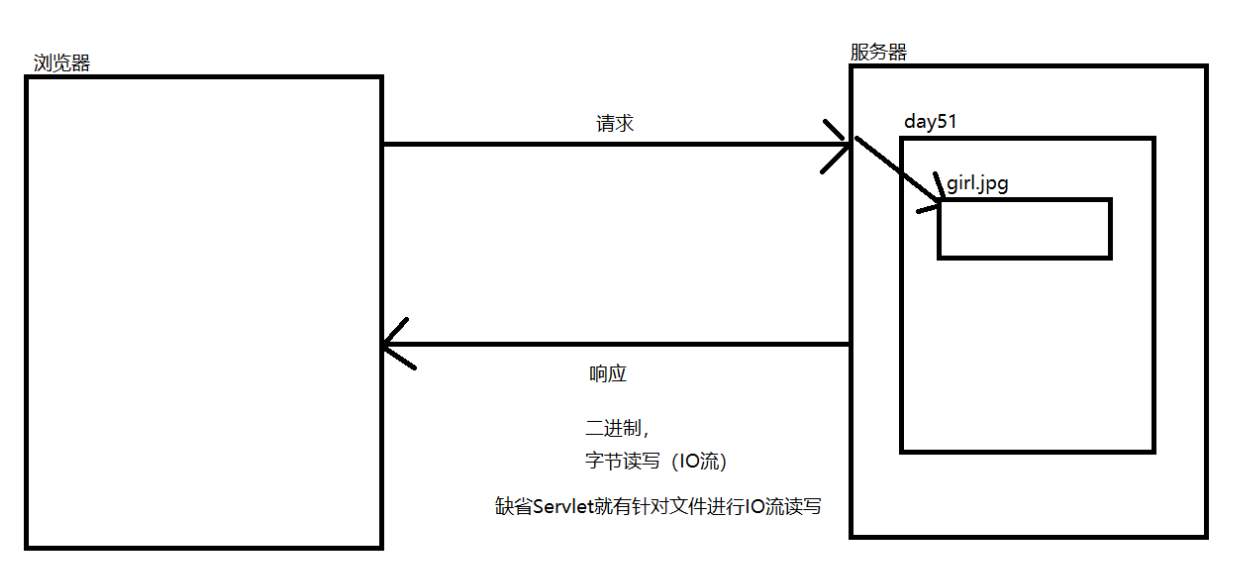 浏览器
服务器
请求
day51
girl.jpg
响应
二进制，
字节读写（IO流）
缺省Servlet就有针对文件进行IO流读写